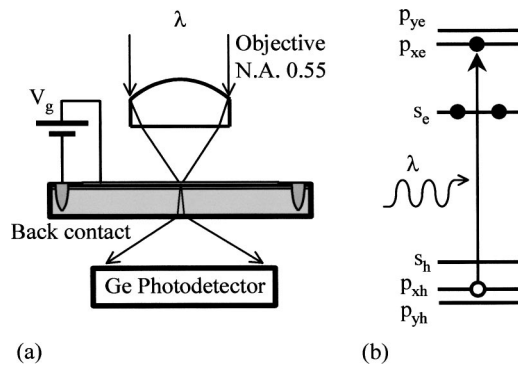 λ
Objective
N.A. 0.55
V_g
Back contact
Ge Photodetector
(a)
p_ye
p_xe
s_e
λ
s_h
p_xh
p_yh
(b)